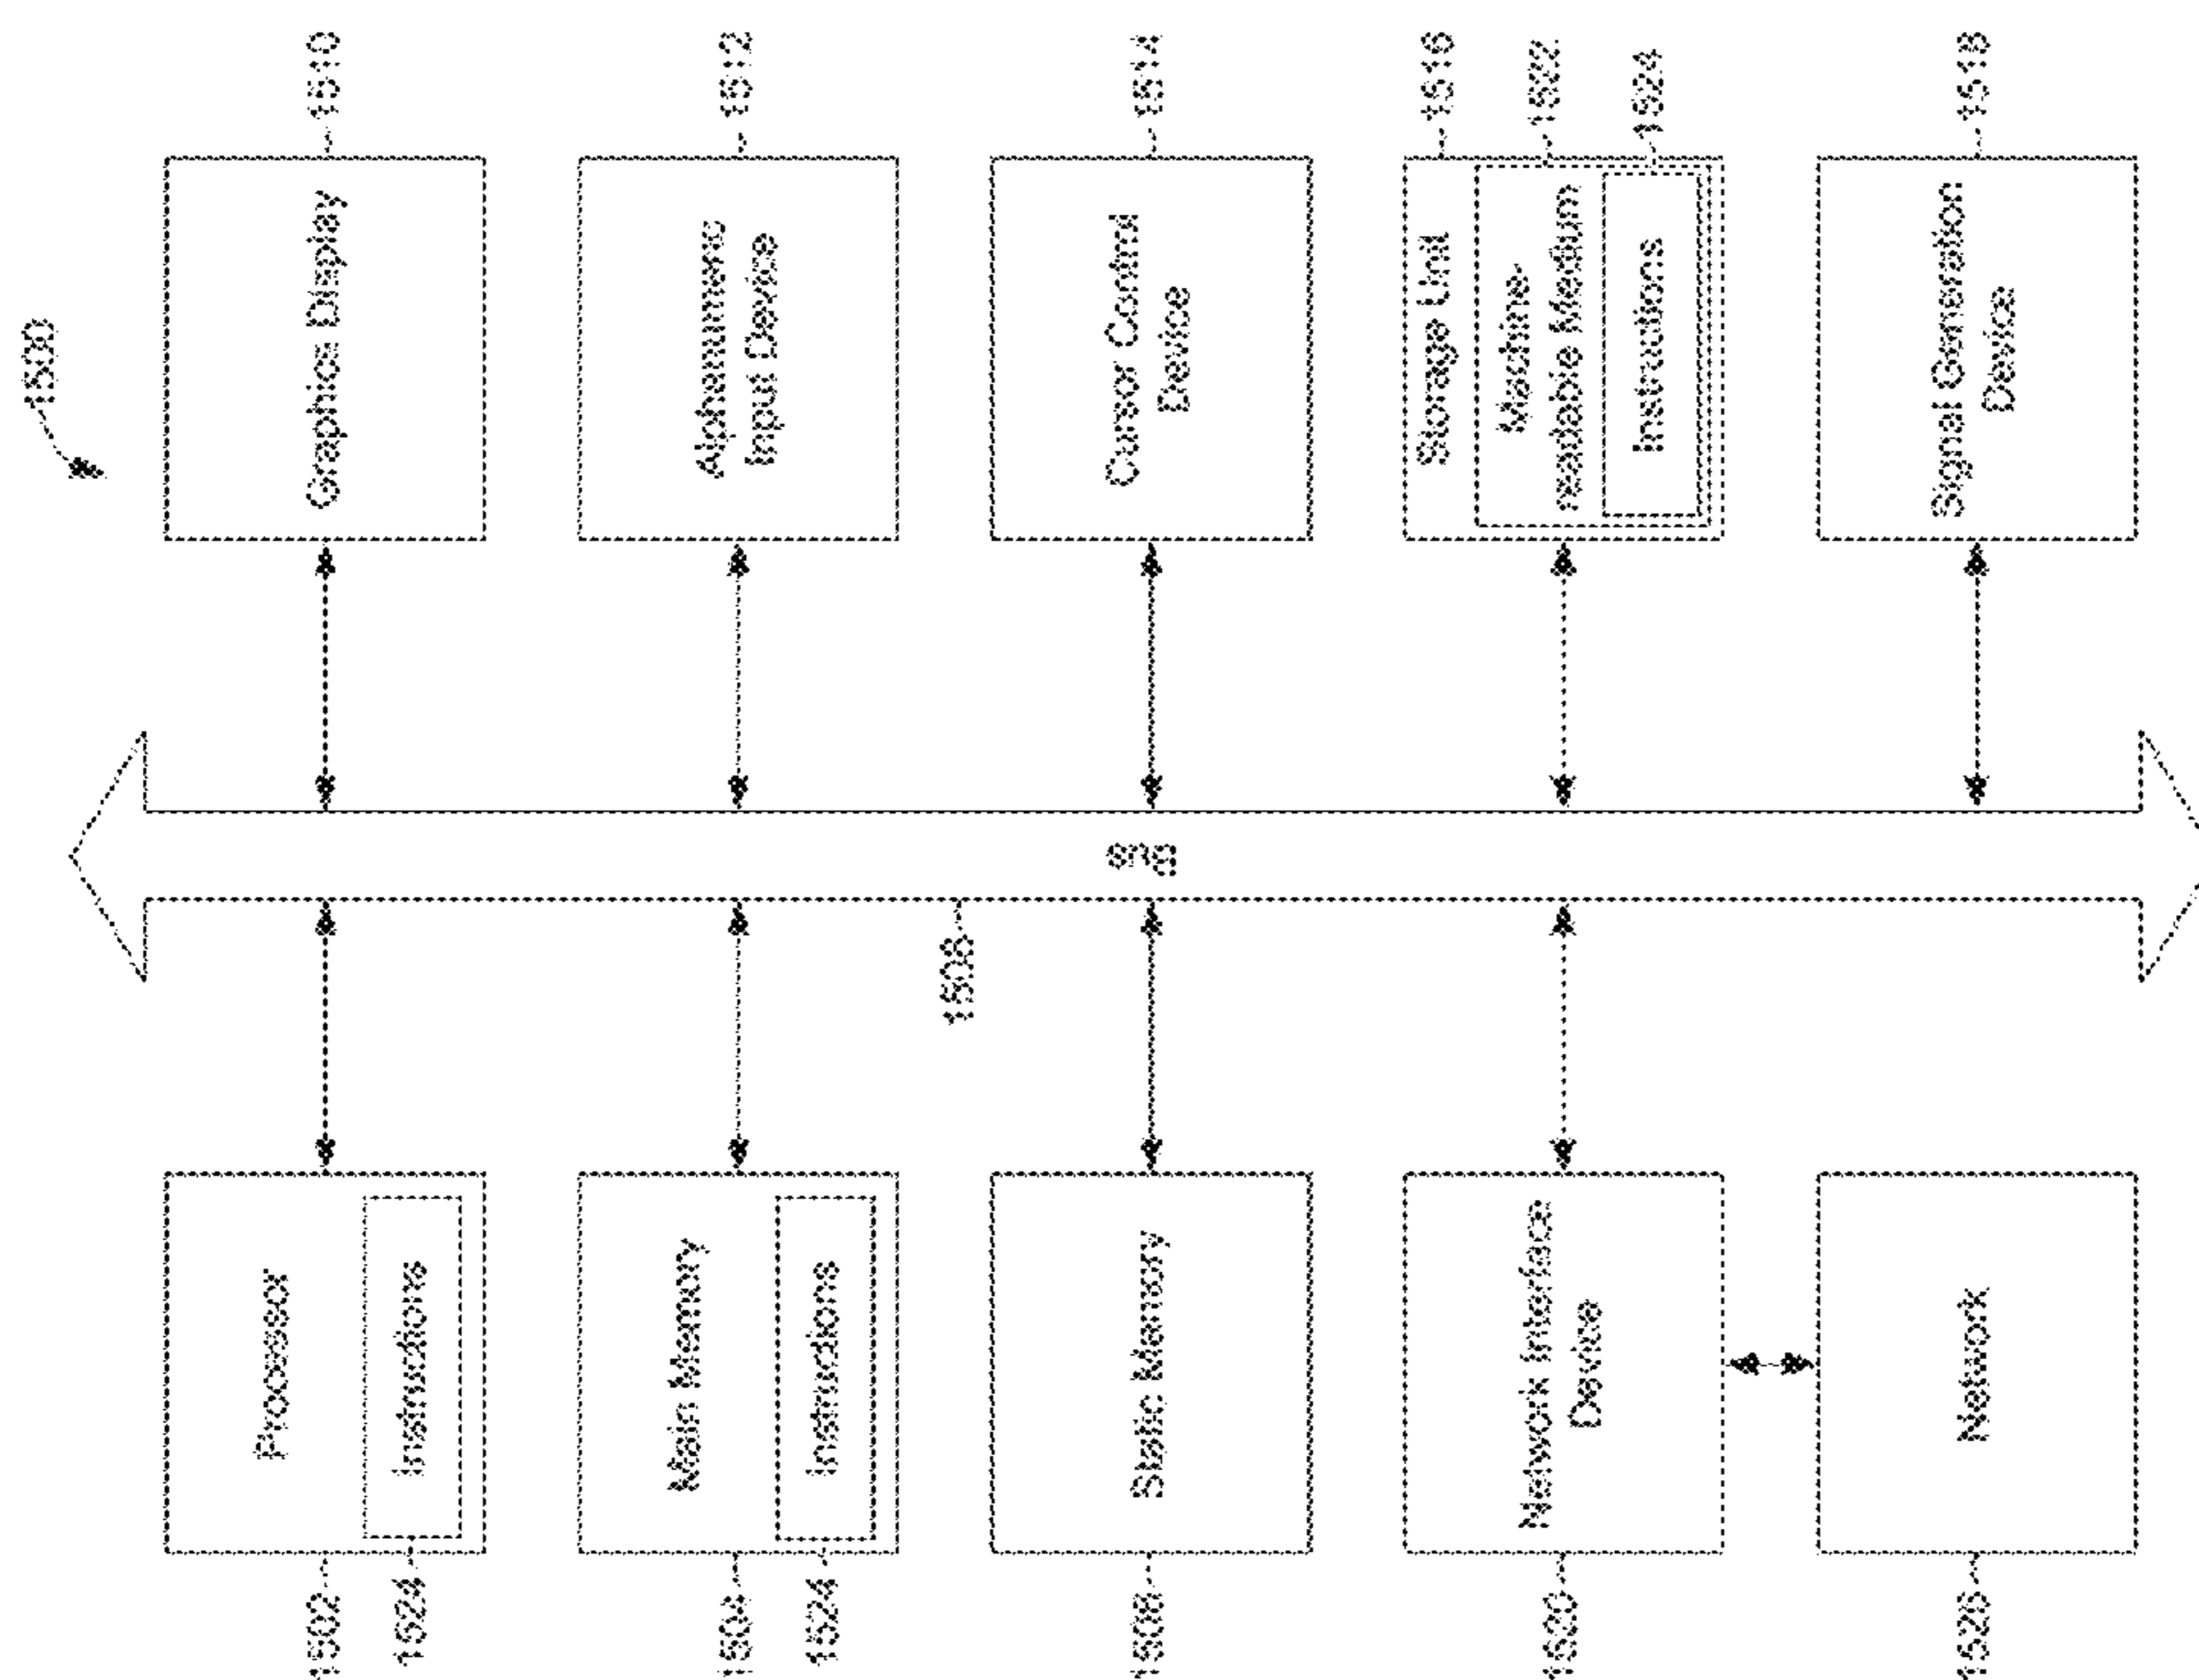 1500
1502
Processor
1524
Instructions
Graphics Display
1510
1504
Main Memory
1524
Instructions
Alphanumeric
Input Device
1512
1508
Bus
Static Memory
Cursor Control
Device
1514
1520
Network Interface
Device
Storage Unit
1516
Machine-
readable Medium
1522
Instructions
1524
1526
Network
Signal Generation
Device
1518